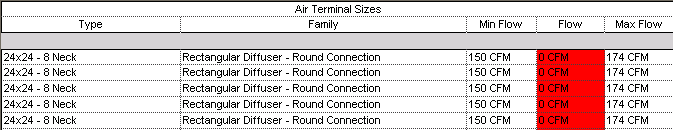 Air Terminal Sizes
Type Family Min Flow Flow Max Flow
24x24 - 8 Neck Rectangular Diffuser - Round Connection 150 CFM 0 CFM 174 CFM
24x24 - 8 Neck Rectangular Diffuser - Round Connection 150 CFM 0 CFM 174 CFM
24x24 - 8 Neck Rectangular Diffuser - Round Connection 150 CFM 0 CFM 174 CFM
24x24 - 8 Neck Rectangular Diffuser - Round Connection 150 CFM 0 CFM 174 CFM
24x24 - 8 Neck Rectangular Diffuser - Round Connection 150 CFM 0 CFM 174 CFM